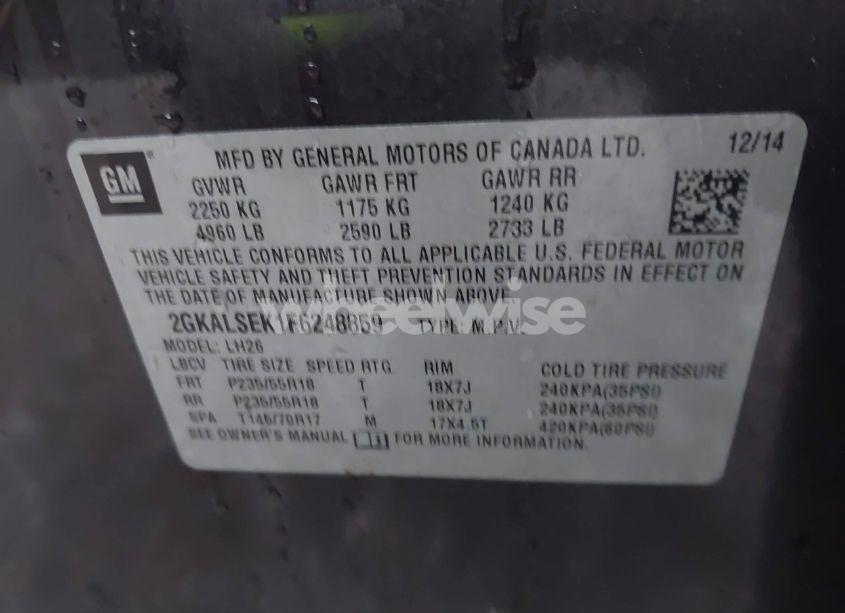 GM
MFD BY GENERAL MOTORS OF CANADA LTD. 12/14
GVWR GAWR FRT GAWR RR
2250 KG 1175 KG 1240 KG
4960 LB 2590 LB 2733 LB
THIS VEHICLE CONFORMS TO ALL APPLICABLE U.S. FEDERAL MOTOR
VEHICLE SAFETY AND THEFT PREVENTION STANDARDS IN EFFECT ON
THE DATE OF MANUFACTURE SHOWN ABOVE.
2GKALSEK1F6248859 TYPE: M.P.V.
MODEL: LH26
LBCV TIRE SIZE SPEED RTG RIM COLD TIRE PRESSURE
FRT P235/55R18 T 18X7J 240KPA(35PSI)
RR P235/55R18 T 18X7J 240KPA(35PSI)
SPA T145/70R17 M 17X4.5T 420KPA(60PSI)
SEE OWNER'S MANUAL FOR MORE INFORMATION.